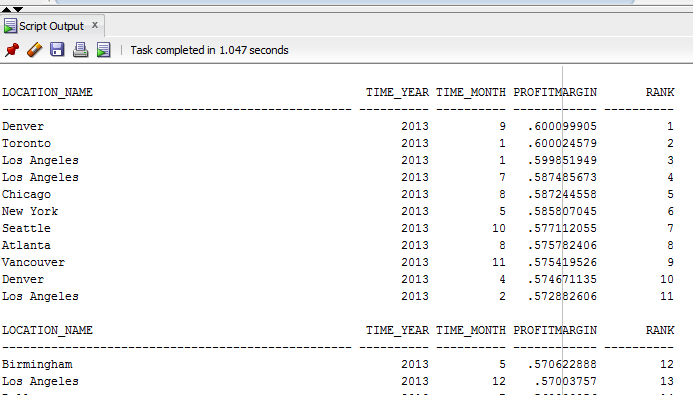 Script Output x
Task completed in 1.047 seconds
LOCATION_NAME TIME_YEAR TIME_MONTH PROFITMARGIN RANK
Denver 2013 9 .600099905 1
Toronto 2013 1 .600024579 2
Los Angeles 2013 1 .599851949 3
Los Angeles 2013 7 .587485673 4
Chicago 2013 8 .587244558 5
New York 2013 5 .585807045 6
Seattle 2013 10 .577112055 7
Atlanta 2013 8 .575782406 8
Vancouver 2013 11 .575419526 9
Denver 2013 4 .574671135 10
Los Angeles 2013 2 .572882606 11
LOCATION_NAME TIME_YEAR TIME_MONTH PROFITMARGIN RANK
Birmingham 2013 5 .570622888 12
Los Angeles 2013 12 .57003757 13